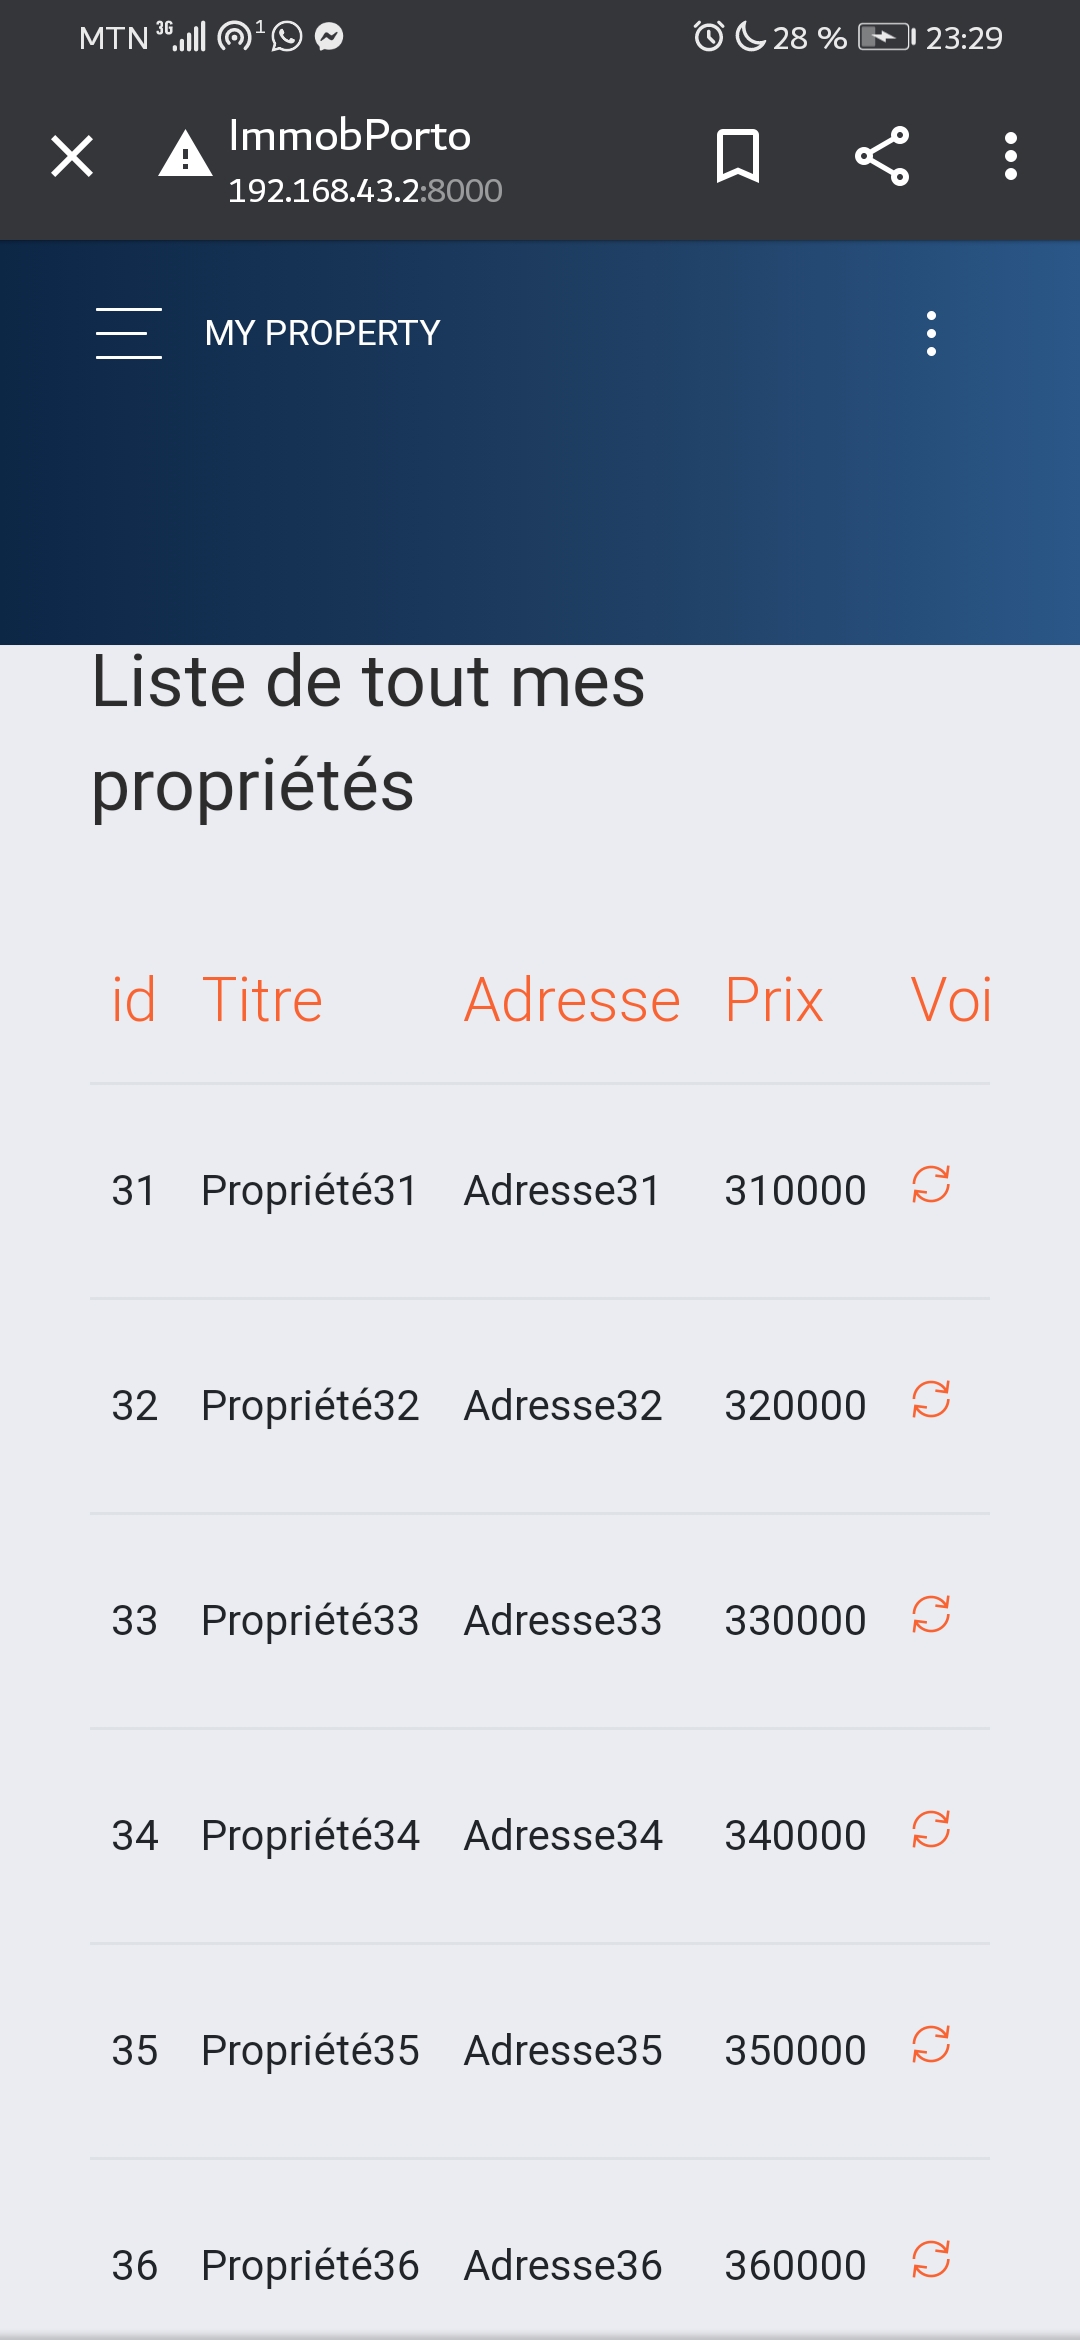 MTN 3G 1 28 % 23:29
ImmobPorto
192.168.43.2:8000
MY PROPERTY
Liste de tout mes
propriétés
id Titre Adresse Prix Voi
31 Propriété31 Adresse31 310000
32 Propriété32 Adresse32 320000
33 Propriété33 Adresse33 330000
34 Propriété34 Adresse34 340000
35 Propriété35 Adresse35 350000
36 Propriété36 Adresse36 360000